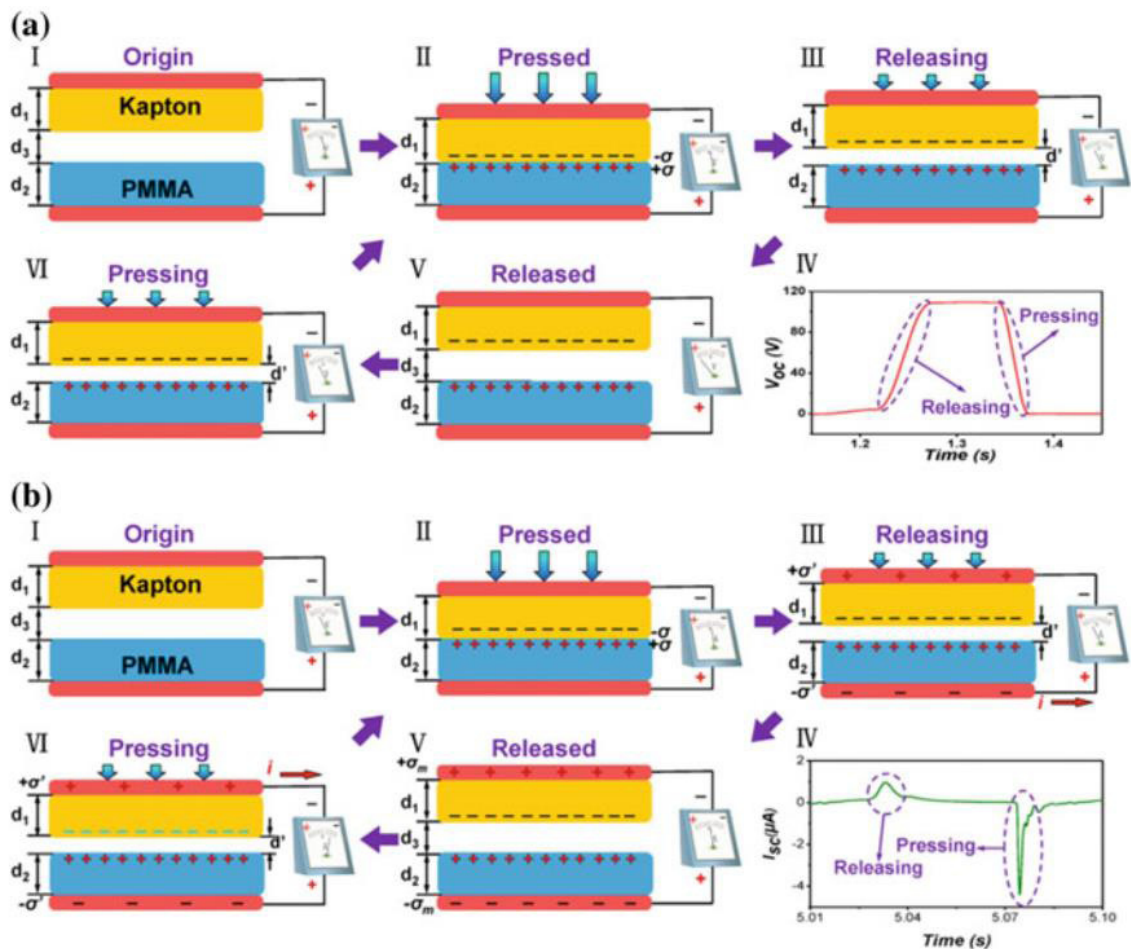 (a)
I Origin
d1
Kapton
d3
d2
PMMA
−
+
II Pressed
d1
d2
-σ
+σ
−
+
III Releasing
d1
d'
d2
−
+
VI Pressing
d1
d'
d2
−
+
V Released
d1
d3
d2
−
+
IV
120
80
40
0
Voc (V)
Pressing
Releasing
1.2 1.3 1.4
Time (s)
(b)
I Origin
d1
Kapton
d3
d2
PMMA
−
+
II Pressed
d1
d2
-σ
+σ
−
+
III Releasing
+σ'
d1
d'
d2
-σ'
−
+
i
VI Pressing
+σ'
i
d1
d'
d2
-σ'
−
+
V Released
+σm
d1
d3
d2
-σm
−
+
IV
2
0
-2
-4
Isc(μA)
Releasing
Pressing
5.01 5.04 5.07 5.10
Time (s)